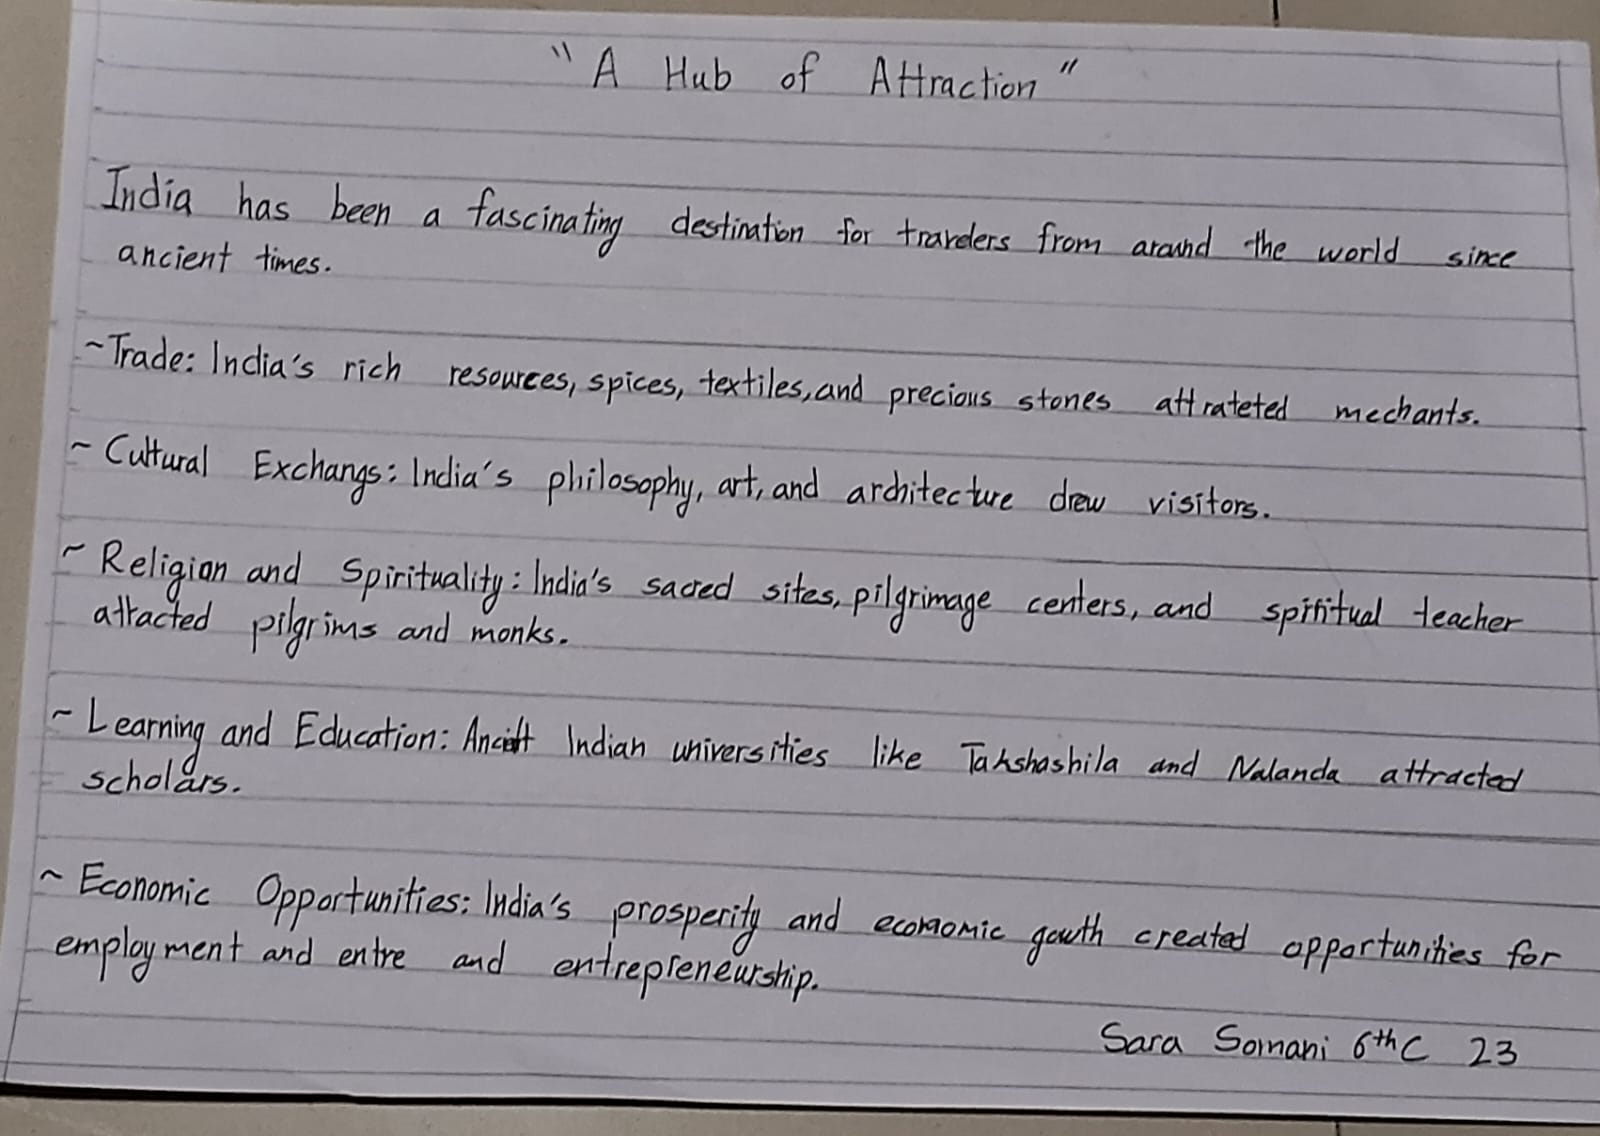 "A Hub of Attraction"
India has been a fascinating destination for travelers from around the world since
ancient times.
~Trade: India's rich resources, spices, textiles, and precious stones attrateted mechants.
~ Cultural Exchangs: India's philosophy, art, and architecture drew visitors.
~ Religion and Spirituality: India's sacred sites, pilgrimage centers, and spiritual teacher
attracted pilgrims and monks.
~ Learning and Education: Ancient Indian universities like Takshashila and Nalanda attracted
scholars.
~ Economic Opportunities: India's prosperity and economic gowth created opportunities for
employment and entre and entrepreneurship.
Sara Somani 6th C 23